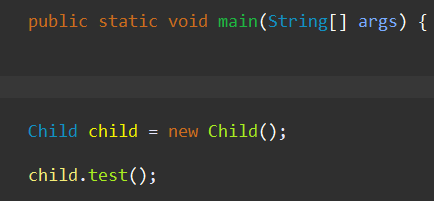 public static void main(String[] args) {
Child child = new Child();
child.test();